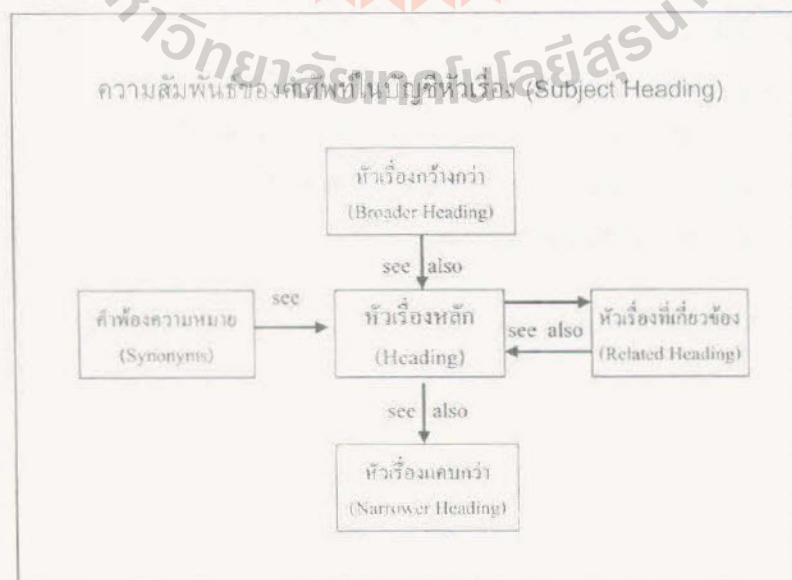 ความสัมพันธ์ของคำศัพท์ในบัญชีหัวเรื่อง (Subject Heading)
หัวเรื่องกว้างกว่า
(Broader Heading)
see also
คำพ้องความหมาย
(Synonyms)
see
หัวเรื่องหลัก
(Heading)
see also
หัวเรื่องที่เกี่ยวข้อง
(Related Heading)
see also
หัวเรื่องแคบกว่า
(Narrower Heading)